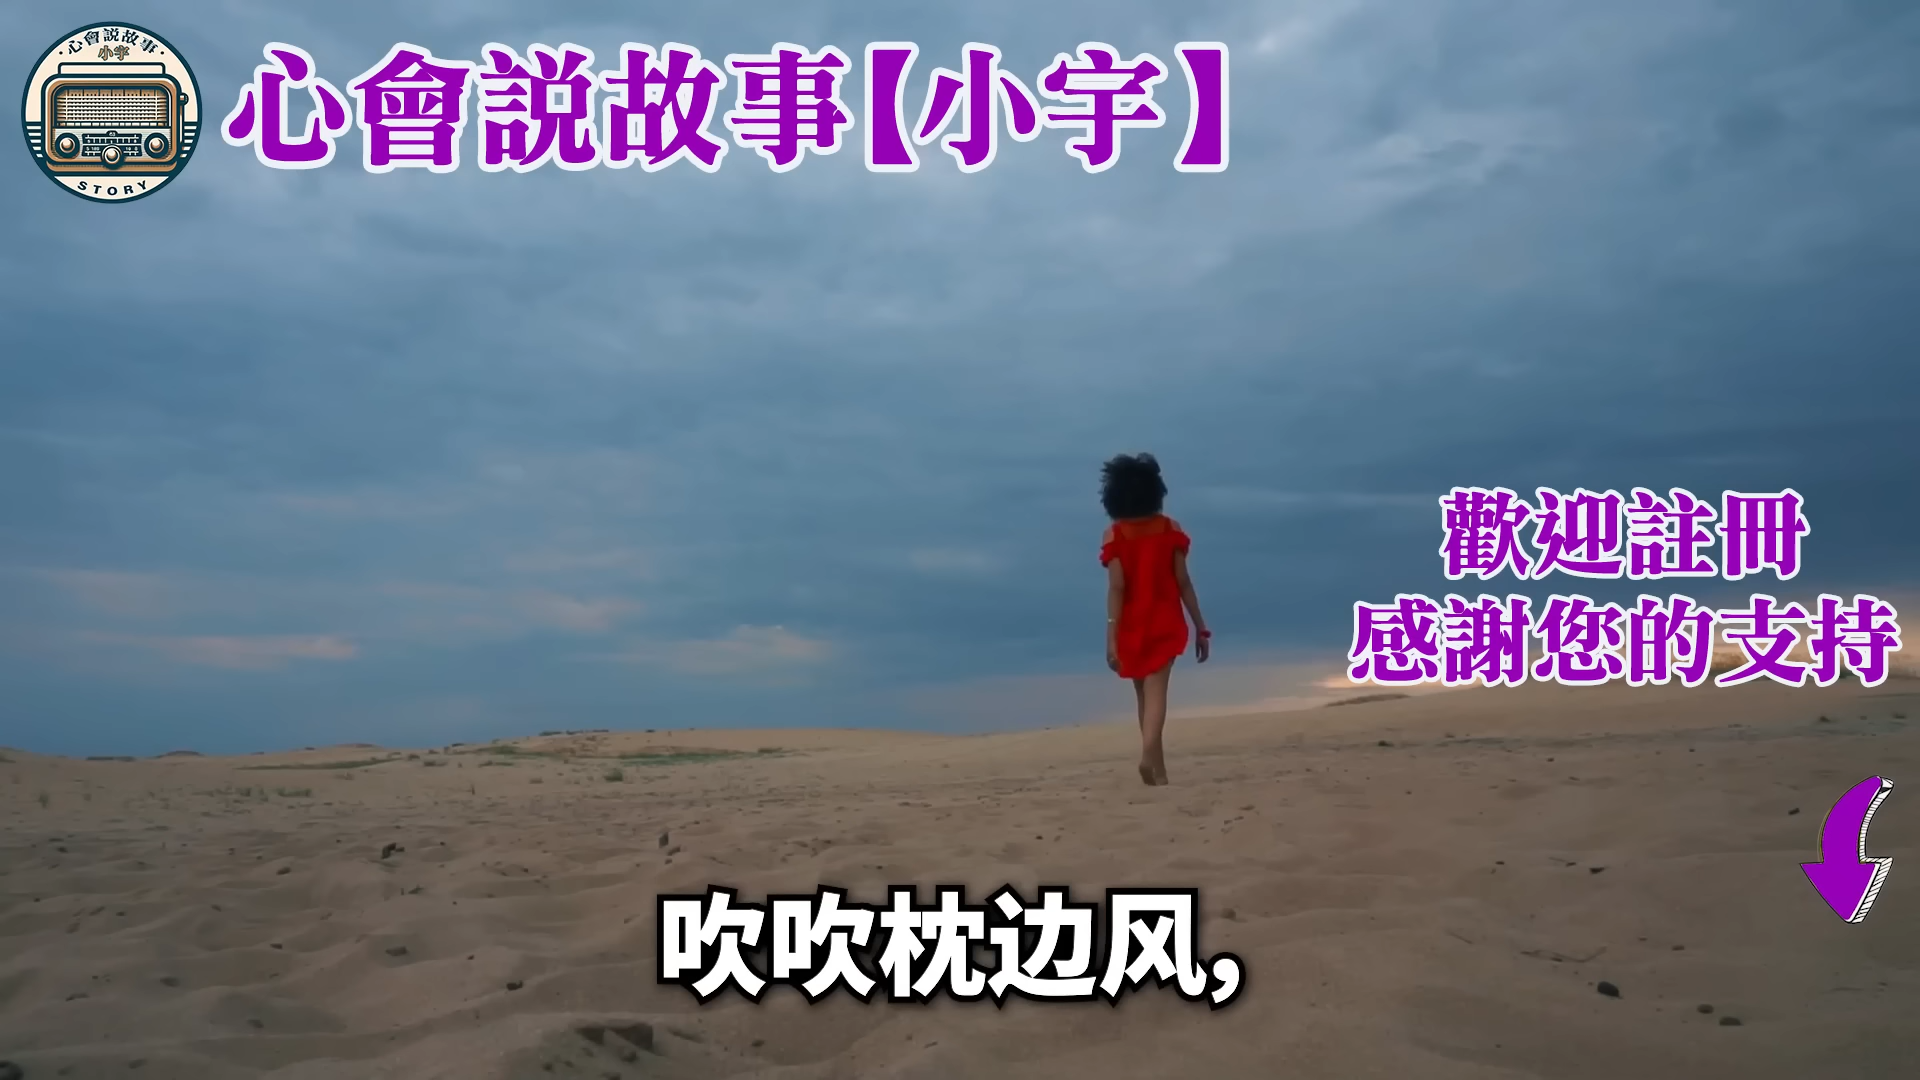 ·心會説故事·
小宇
STORY
心會説故事【小宇】
歡迎註冊
感謝您的支持
吹吹枕边风,